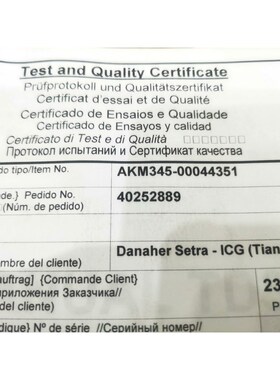 Test and Quality Certificate
Prüfprotokoll und Qualitätszertifikat
Certificat d'essai et de Qualité
Certificado de Ensaios e Qualidade
Certificado de Ensayos y calidad
Certificato di Test e di Qualità □□□□□□□
Протокол испытаний и Сертификат качества
do tipo/Item No. AKM345-00044351
de.} Pedido No. 40252889
(Núm. de pedido)
Danaher Setra - ICG (Tian
mbre del cliente)
auftrag] {Commande Client}
приложения Заказчика// 23
del cliente) P
dique} Nº de série //Серийный номер//